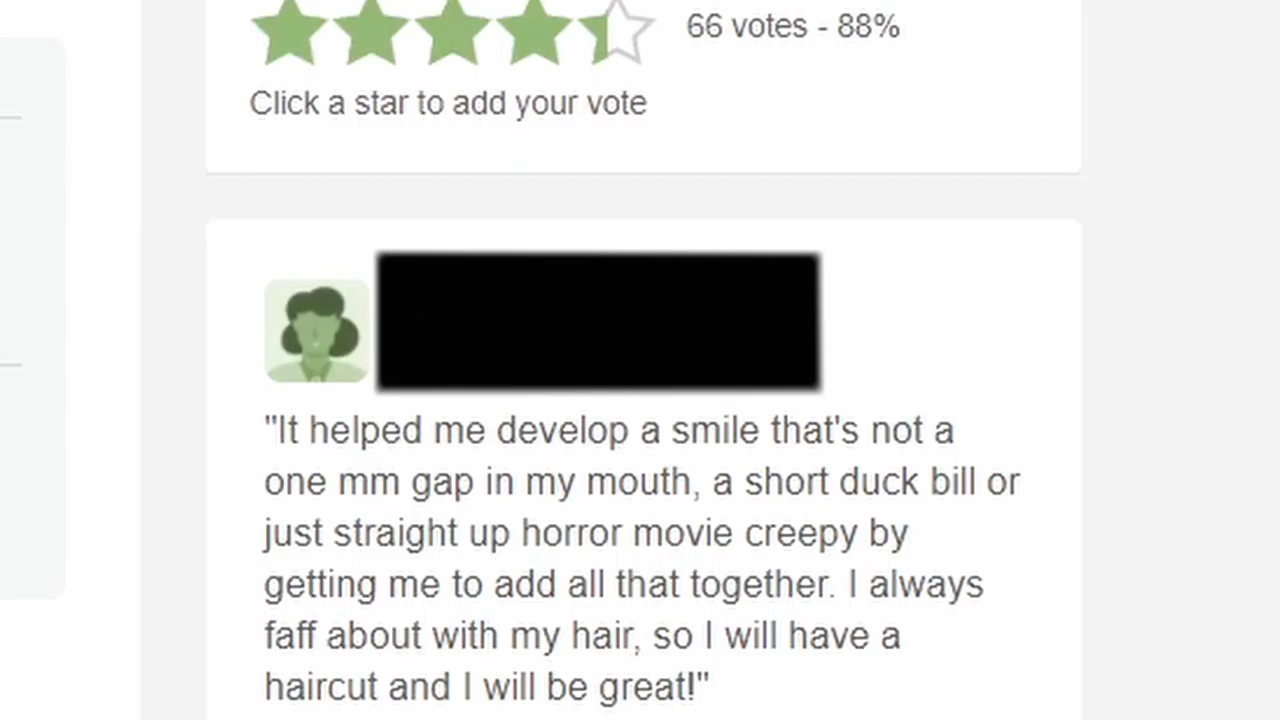 66 votes - 88%
Click a star to add your vote
"It helped me develop a smile that's not a
one mm gap in my mouth, a short duck bill or
just straight up horror movie creepy by
getting me to add all that together. I always
faff about with my hair, so I will have a
haircut and I will be great!"